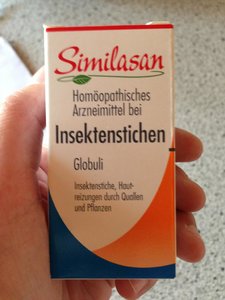 Similasan
Homöopathisches
Arzneimittel bei
Insektenstichen
Globuli
Insektenstiche, Haut-
reizungen durch Quallen
und Pflanzen